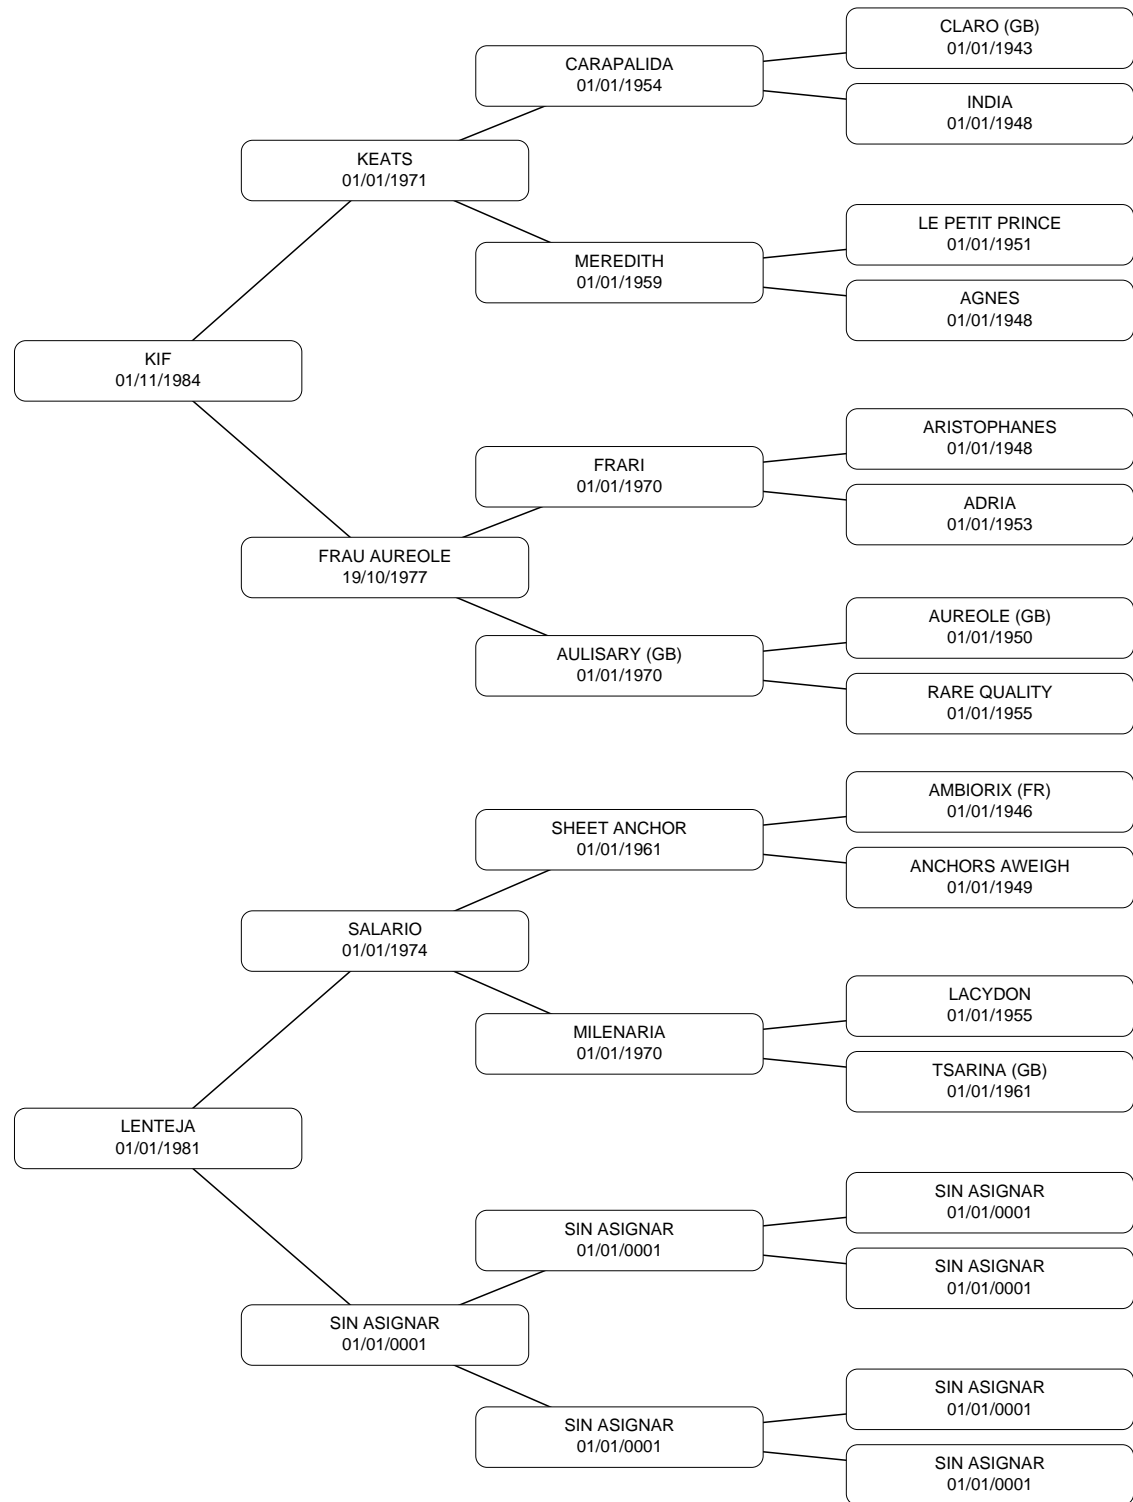 CLARO (GB)
01/01/1943
CARAPALIDA
01/01/1954
INDIA
01/01/1948
KEATS
01/01/1971
LE PETIT PRINCE
01/01/1951
MEREDITH
01/01/1959
AGNES
01/01/1948
KIF
01/11/1984
ARISTOPHANES
01/01/1948
FRARI
01/01/1970
ADRIA
01/01/1953
FRAU AUREOLE
19/10/1977
AUREOLE (GB)
01/01/1950
AULISARY (GB)
01/01/1970
RARE QUALITY
01/01/1955
AMBIORIX (FR)
01/01/1946
SHEET ANCHOR
01/01/1961
ANCHORS AWEIGH
01/01/1949
SALARIO
01/01/1974
LACYDON
01/01/1955
MILENARIA
01/01/1970
TSARINA (GB)
01/01/1961
LENTEJA
01/01/1981
SIN ASIGNAR
01/01/0001
SIN ASIGNAR
01/01/0001
SIN ASIGNAR
01/01/0001
SIN ASIGNAR
01/01/0001
SIN ASIGNAR
01/01/0001
SIN ASIGNAR
01/01/0001
SIN ASIGNAR
01/01/0001